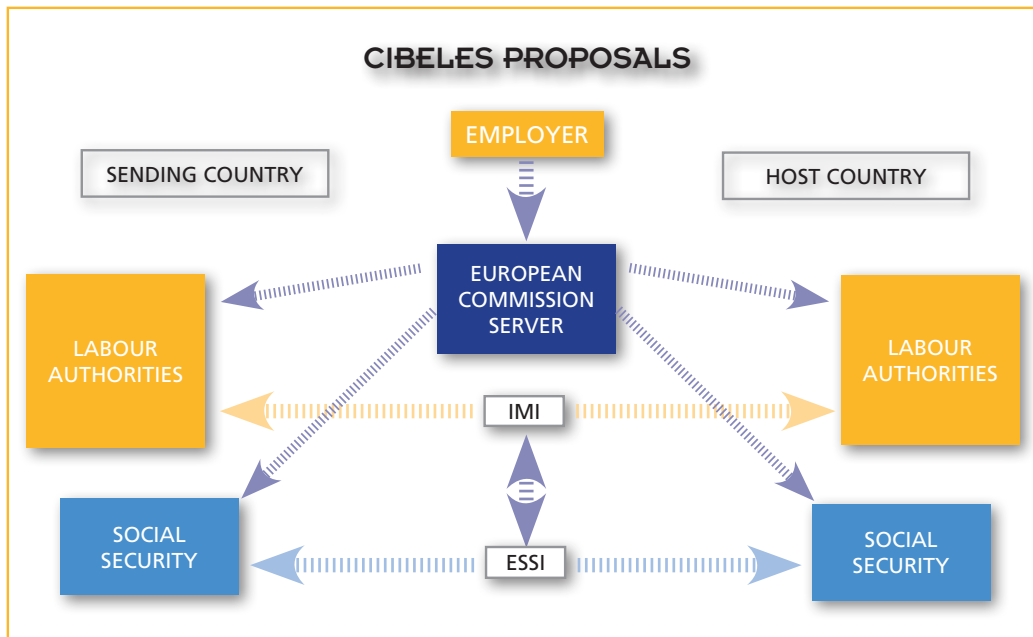 CIBELES PROPOSALS
EMPLOYER
SENDING COUNTRY
HOST COUNTRY
EUROPEAN
COMMISSION
SERVER
LABOUR
AUTHORITIES
LABOUR
AUTHORITIES
IMI
SOCIAL
SECURITY
ESSI
SOCIAL
SECURITY